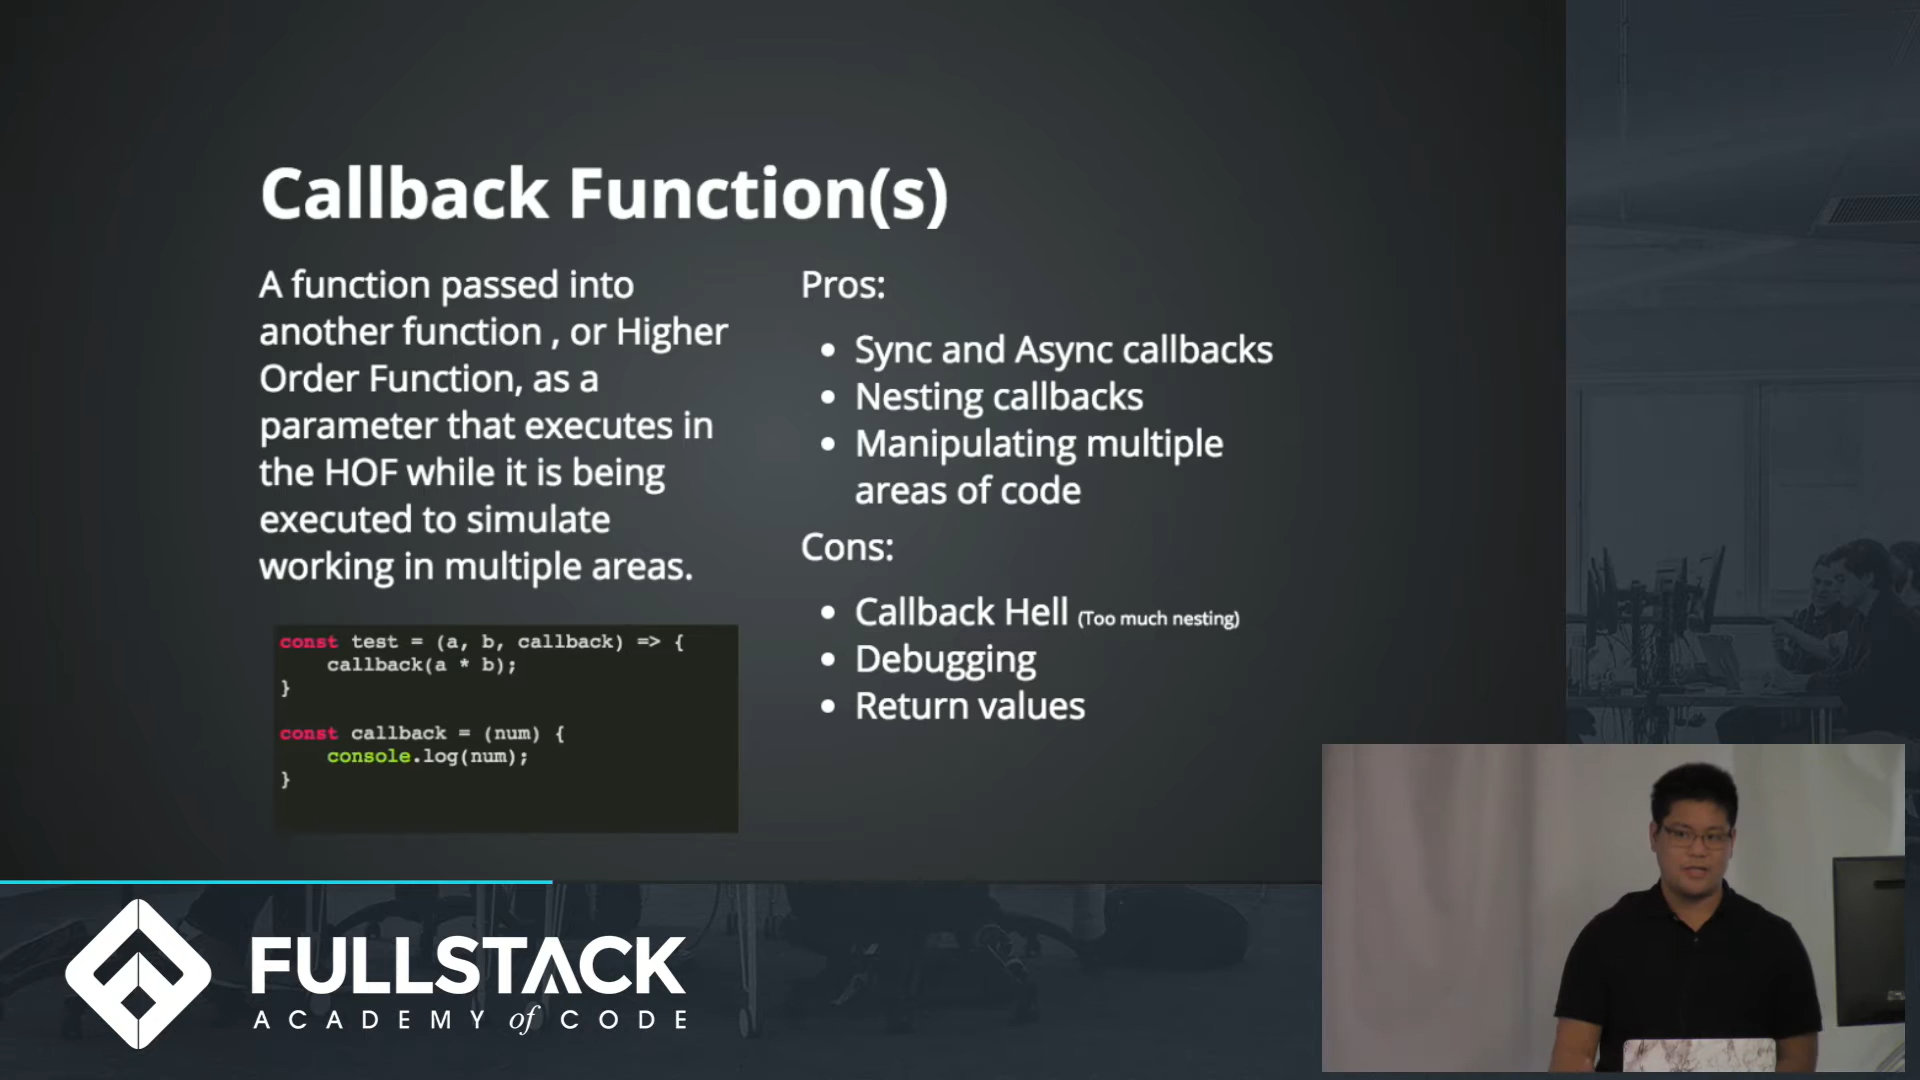 Callback Function(s)
A function passed into
another function , or Higher
Order Function, as a
parameter that executes in
the HOF while it is being
executed to simulate
working in multiple areas.
const test = (a, b, callback) => {
callback(a * b);
}
const callback = (num) {
console.log(num);
}
Pros:
Sync and Async callbacks
Nesting callbacks
Manipulating multiple
areas of code
Cons:
Callback Hell (Too much nesting)
Debugging
Return values
FULLSTACK
ACADEMY of CODE